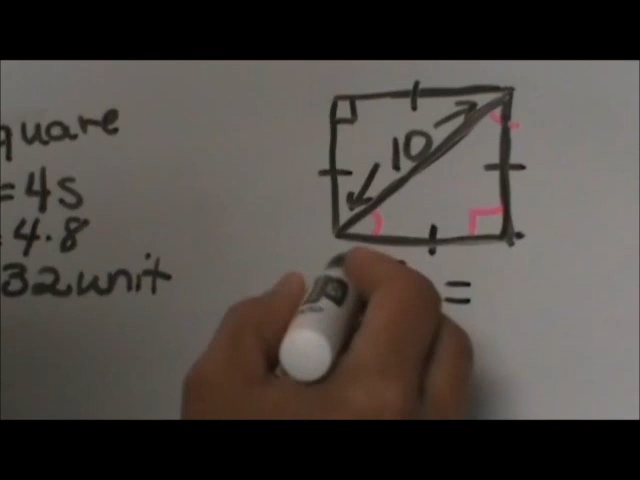 quare
= 4s
= 4.8
32 unit
10
=